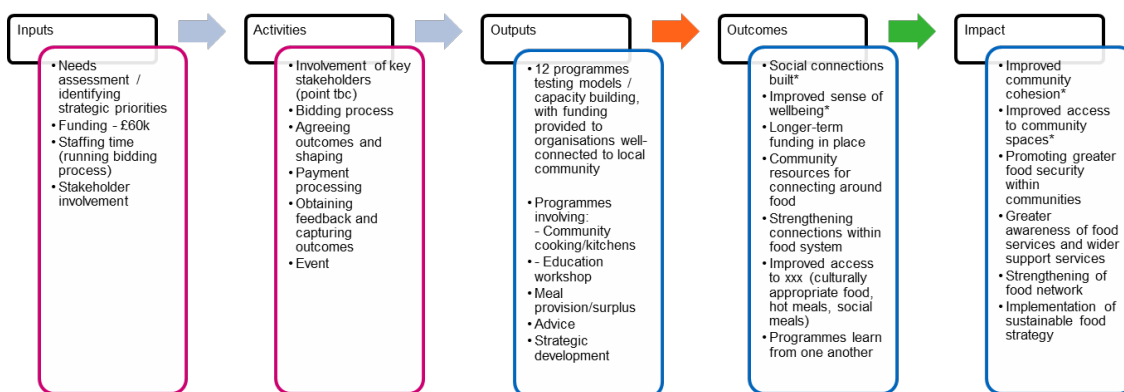 Inputs
• Needs
assessment /
identifying
strategic priorities
• Funding - £60k
• Staffing time
(running bidding
process)
• Stakeholder
involvement
Activities
• Involvement of key
stakeholders
(point tbc)
• Bidding process
• Agreeing
outcomes and
shaping
• Payment
processing
• Obtaining
feedback and
capturing
outcomes
• Event
Outputs
• 12 programmes
testing models /
capacity building,
with funding
provided to
organisations well-
connected to local
community
• Programmes
involving:
- Community
cooking/kitchens
• - Education
workshop
• Meal
provision/surplus
• Advice
• Strategic
development
Outcomes
• Social connections
built*
• Improved sense of
wellbeing*
• Longer-term
funding in place
• Community
resources for
connecting around
food
• Strengthening
connections within
food system
• Improved access
to xxx (culturally
appropriate food,
hot meals, social
meals)
• Programmes learn
from one another
Impact
• Improved
community
cohesion*
• Improved access
to community
spaces*
• Promoting greater
food security
within
communities
• Greater
awareness of food
services and wider
support services
• Strengthening of
food network
• Implementation of
sustainable food
strategy